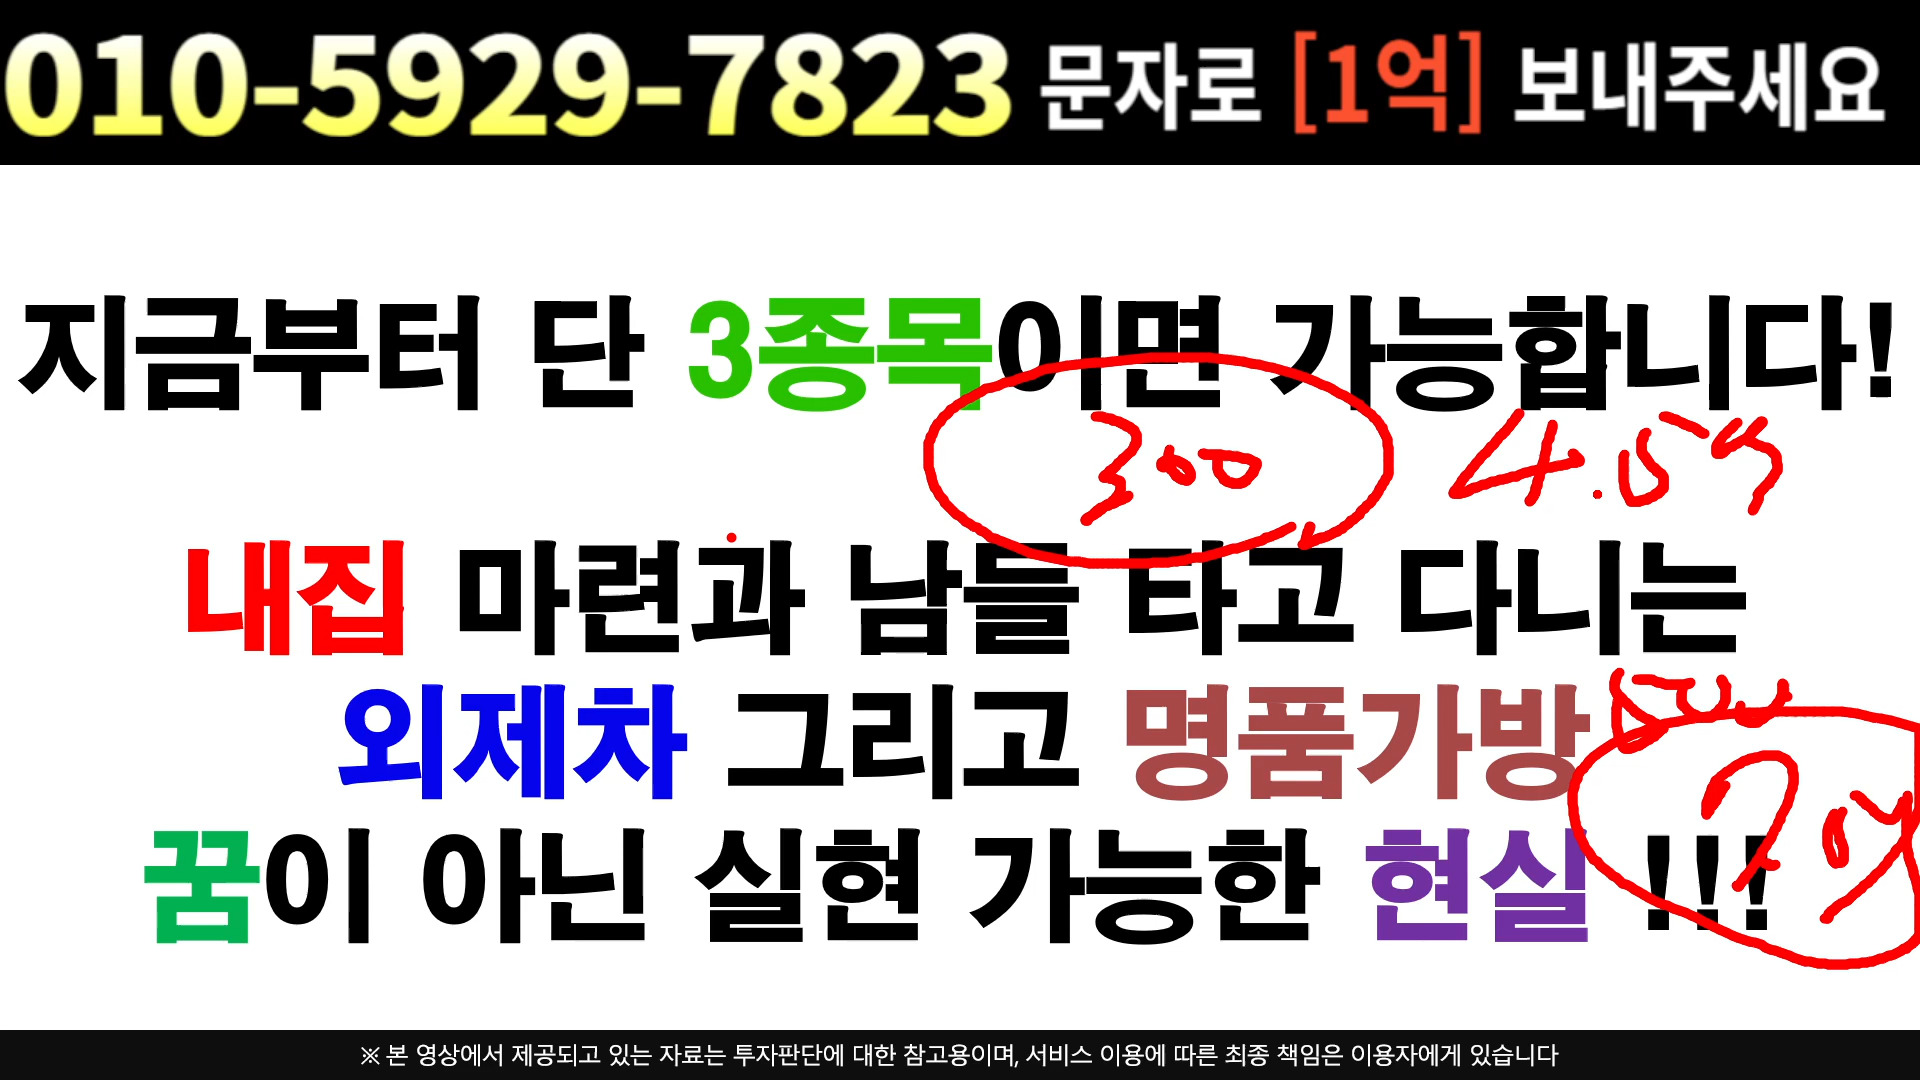 010-5929-7823 문자로 [1억] 보내주세요
지금부터 단 3종목이면 가능합니다!
300
4.5억
내집 마련과 남들 타고 다니는
외제차 그리고 명품가방
500
꿈이 아닌 실현 가능한 현실 !!!
※ 본 영상에서 제공되고 있는 자료는 투자판단에 대한 참고용이며, 서비스 이용에 따른 최종 책임은 이용자에게 있습니다